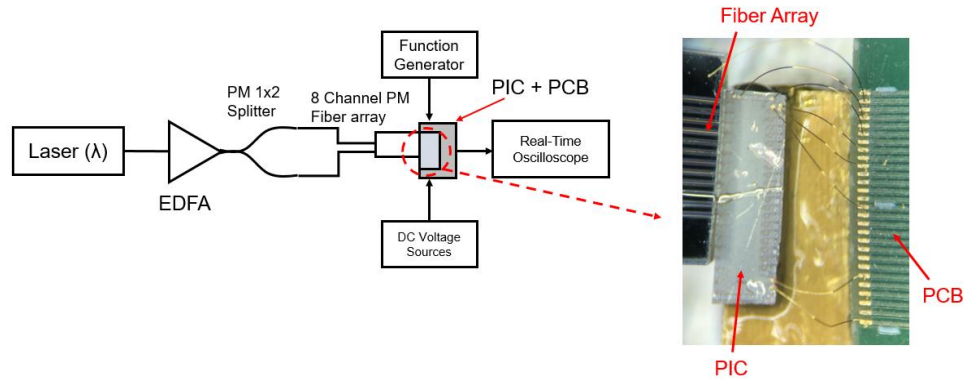 Fiber Array
Function
Generator
PM 1x2
Splitter
8 Channel PM
Fiber array
PIC + PCB
Laser (λ)
Real-Time
Oscilloscope
EDFA
DC Voltage
Sources
PCB
PIC